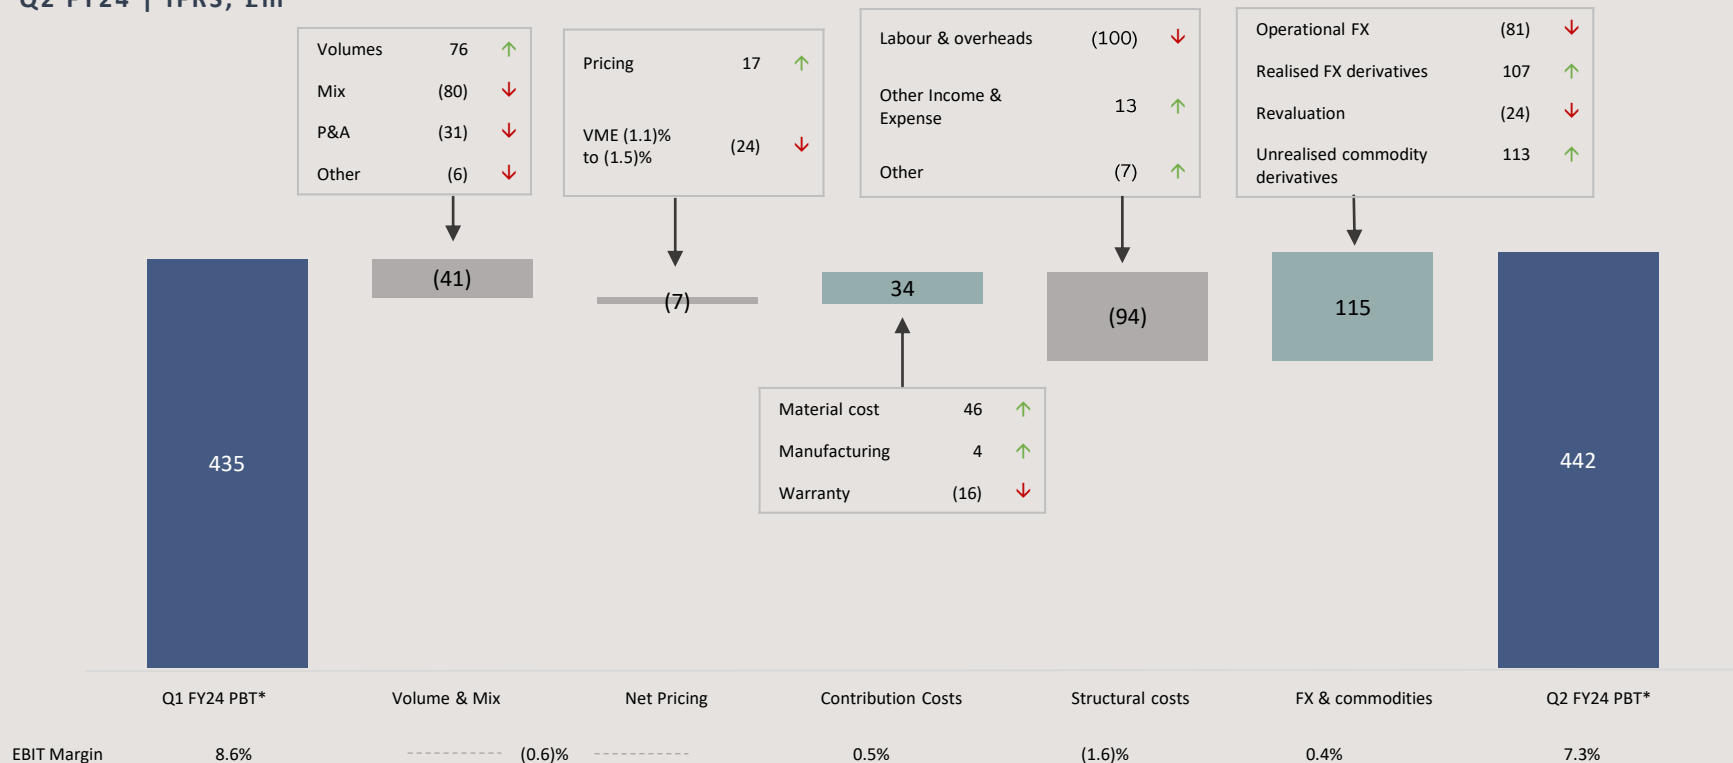 Q2 FY24 | IFRS, £m
Volumes 76 ↑
Mix (80) ↓
P&A (31) ↓
Other (6) ↓
Pricing 17 ↑
VME (1.1)%
to (1.5)% (24) ↓
Labour & overheads (100) ↓
Other Income &
Expense 13 ↑
Other (7) ↑
Operational FX (81) ↓
Realised FX derivatives 107 ↑
Revaluation (24) ↓
Unrealised commodity
derivatives 113 ↑
435
(41)
(7)
34
(94)
115
442
Material cost 46 ↑
Manufacturing 4 ↑
Warranty (16) ↓
Q1 FY24 PBT* Volume & Mix Net Pricing Contribution Costs Structural costs FX & commodities Q2 FY24 PBT*
EBIT Margin 8.6% (0.6)% 0.5% (1.6)% 0.4% 7.3%